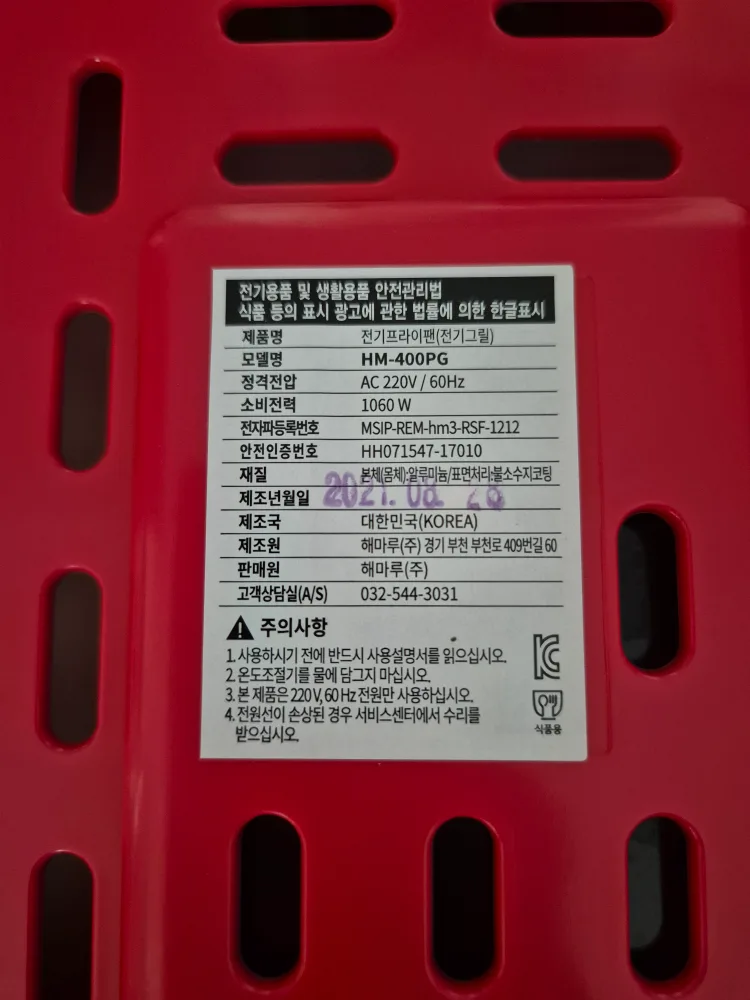 전기용품 및 생활용품 안전관리법
식품 등의 표시 광고에 관한 법률에 의한 한글표시
제품명 전기프라이팬(전기그릴)
모델명 HM-400PG
정격전압 AC 220V / 60Hz
소비전력 1060 W
전자파등록번호 MSIP-REM-hm3-RSF-1212
안전인증번호 HH071547-17010
재질 본체(몸체):알루미늄/표면처리:불소수지코팅
제조년월일 2021. 08. 26
제조국 대한민국(KOREA)
제조원 해마루(주) 경기 부천 부천로 409번길 60
판매원 해마루(주)
고객상담실(A/S) 032-544-3031
주의사항
1. 사용하시기 전에 반드시 사용설명서를 읽으십시오.
2. 온도조절기를 물에 담그지 마십시오.
3. 본 제품은 220 V, 60 Hz 전원만 사용하십시오.
4. 전원선이 손상된 경우 서비스센터에서 수리를
받으십시오.
식품용